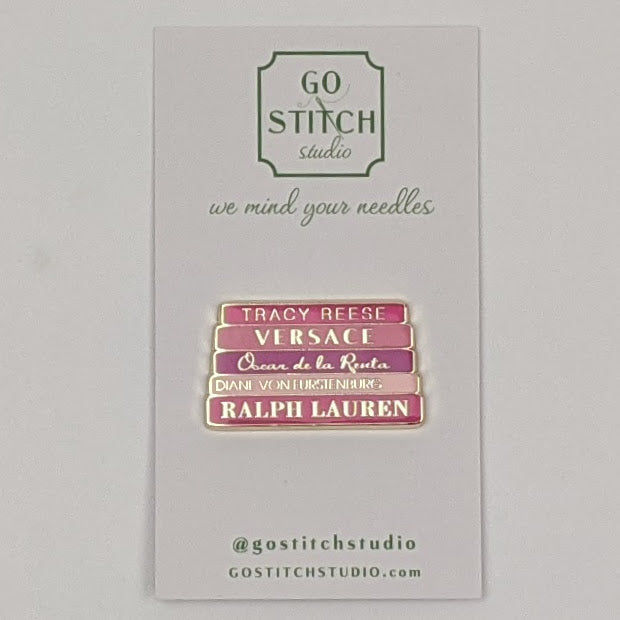 GO
STITCH
studio
we mind your needles
TRACY REESE
VERSACE
Oscar de la Renta
DIANE VON FURSTENBURG
RALPH LAUREN
@gostitchstudio
GOSTITCHSTUDIO.com